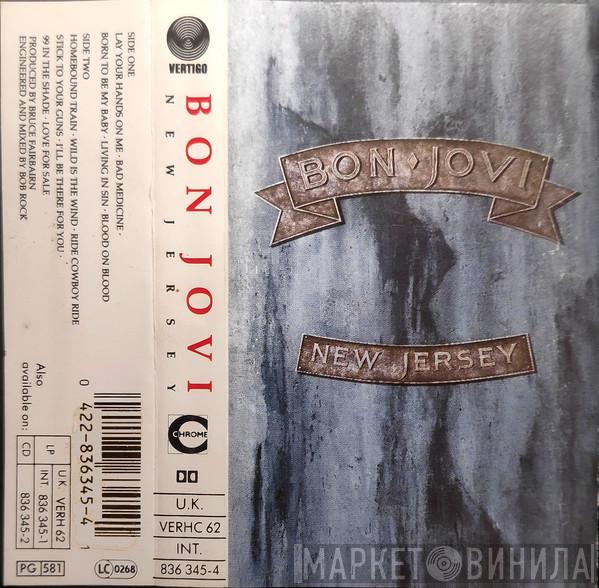 SIDE ONE
LAY YOUR HANDS ON ME · BAD MEDICINE ·
BORN TO BE MY BABY · LIVING IN SIN · BLOOD ON BLOOD
SIDE TWO
HOMEBOUND TRAIN · WILD IS THE WIND · RIDE COWBOY RIDE
STICK TO YOUR GUNS · I'LL BE THERE FOR YOU ·
99 IN THE SHADE · LOVE FOR SALE
PRODUCED BY BRUCE FAIRBAIRN
ENGINEERED AND MIXED BY BOB ROCK
0 422-836345-4 1
Also
available on:
LP
U.K. VERH 62
INT. 836 345-1
CD
836 345-2
PG 581
LC 0268
VERTIGO
BON JOVI
NEW JERSEY
CHROME
U.K.
VERHC 62
INT.
836 345-4
BON · JOVI
NEW JERSEY
МАРКЕТ ВИНИЛА